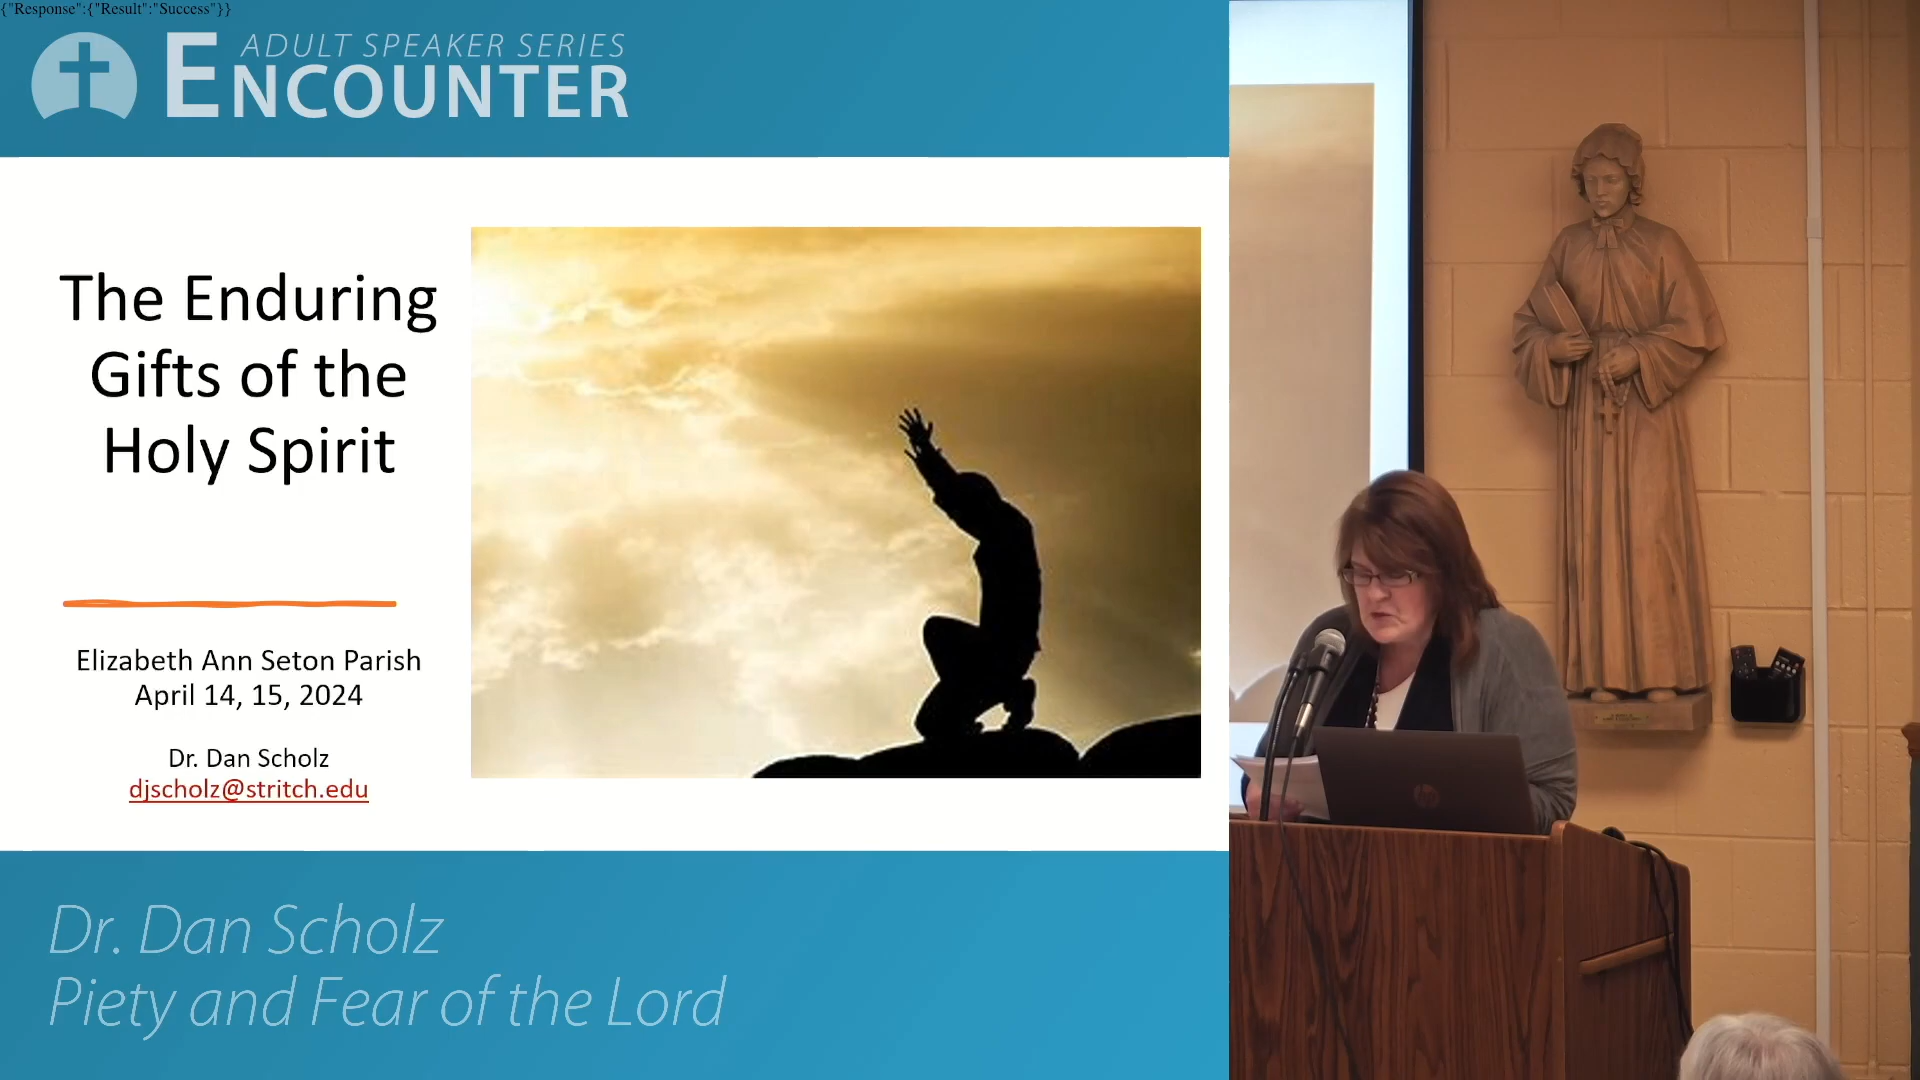 {"Response":{"Result":"Success"}}
ADULT SPEAKER SERIES
ENCOUNTER
The Enduring
Gifts of the
Holy Spirit
Elizabeth Ann Seton Parish
April 14, 15, 2024
Dr. Dan Scholz
djscholz@stritch.edu
Dr. Dan Scholz
Piety and Fear of the Lord
hp